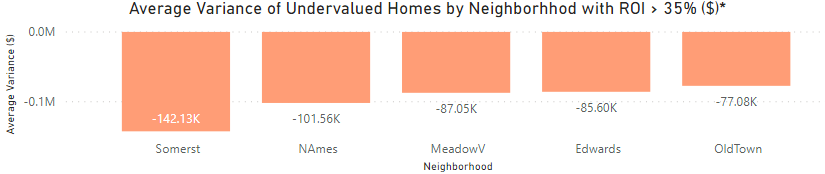 Average Variance of Undervalued Homes by Neighborhhod with ROI > 35% ($)*
Average Variance ($)
0.0M
-0.1M
-142.13K
-101.56K
-87.05K
-85.60K
-77.08K
Somerst
NAmes
MeadowV
Edwards
OldTown
Neighborhood